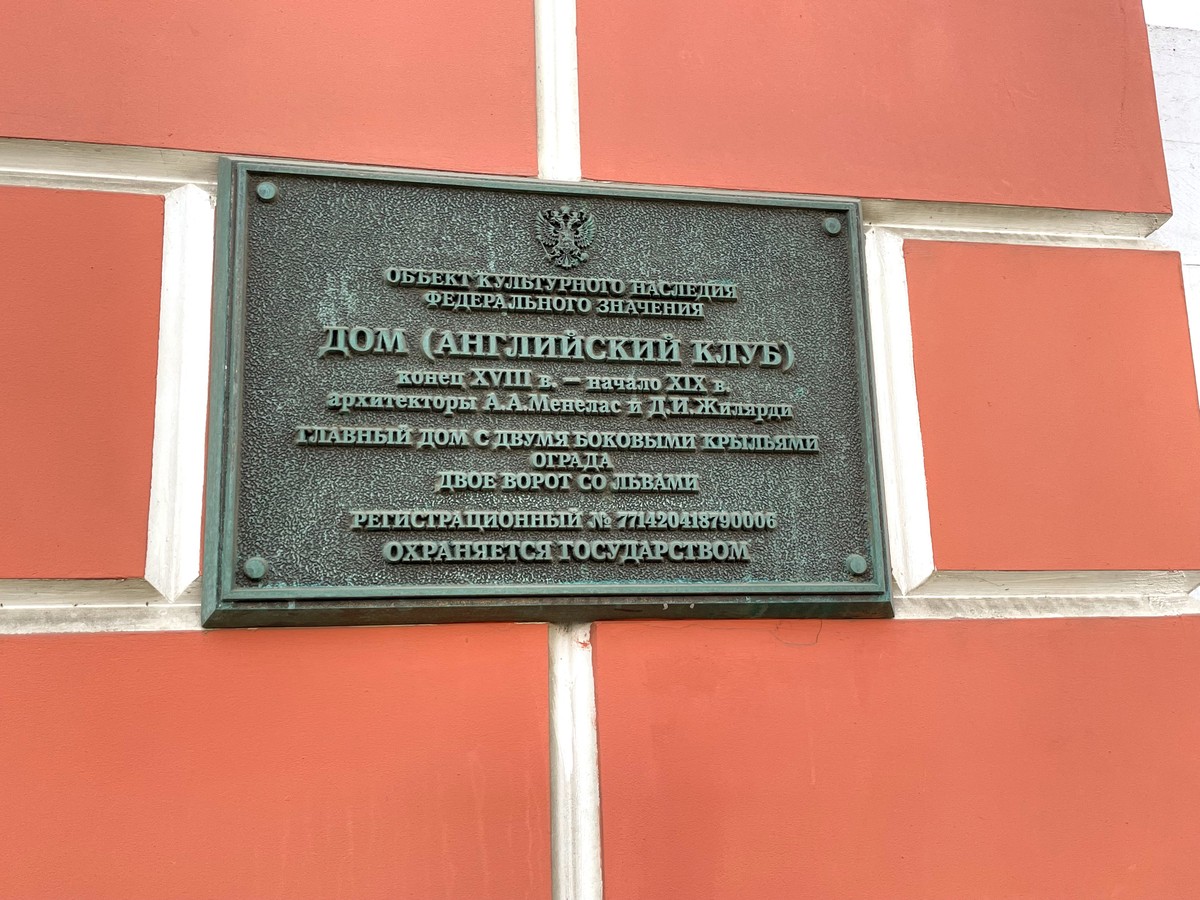 ОБЪЕКТ КУЛЬТУРНОГО НАСЛЕДИЯ
ФЕДЕРАЛЬНОГО ЗНАЧЕНИЯ
ДОМ (АНГЛИЙСКИЙ КЛУБ)
конец XVIII в. – начало XIX в.
архитекторы А.А.Менелас и Д.И.Жилярди
ГЛАВНЫЙ ДОМ С ДВУМЯ БОКОВЫМИ КРЫЛЬЯМИ
ОГРАДА
ДВОЕ ВОРОТ СО ЛЬВАМИ
РЕГИСТРАЦИОННЫЙ № 771420418790006
ОХРАНЯЕТСЯ ГОСУДАРСТВОМ